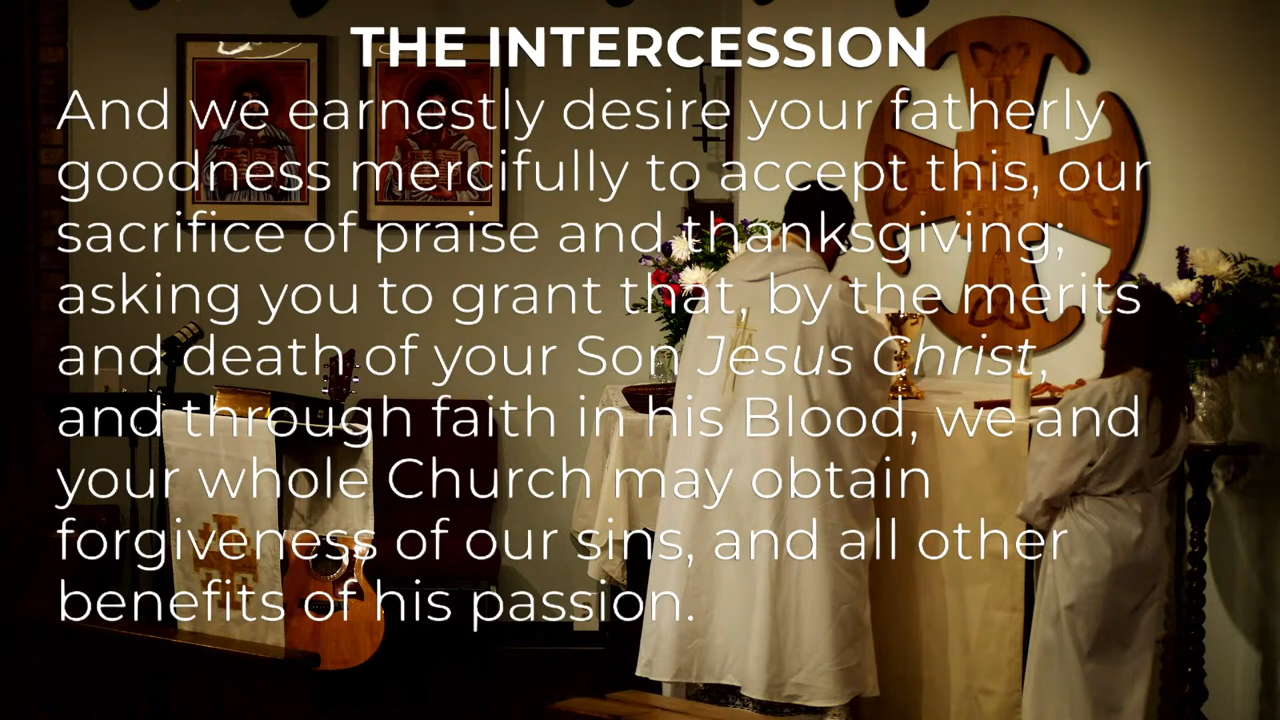 THE INTERCESSION
And we earnestly desire your fatherly
goodness mercifully to accept this, our
sacrifice of praise and thanksgiving;
asking you to grant that, by the merits
and death of your Son Jesus Christ,
and through faith in his Blood, we and
your whole Church may obtain
forgiveness of our sins, and all other
benefits of his passion.